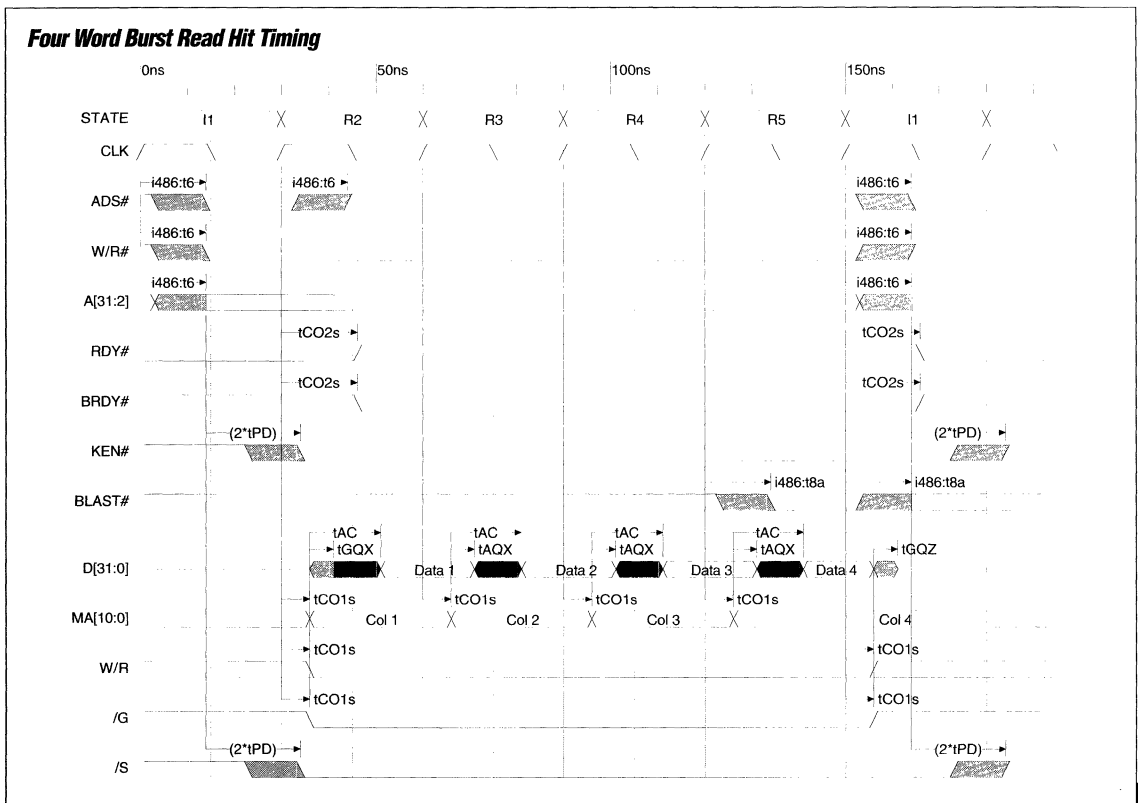 Four Word Burst Read Hit Timing
0ns 50ns 100ns 150ns
STATE I1 R2 R3 R4 R5 I1
CLK
i486:t6 i486:t6 i486:t6
ADS#
i486:t6 i486:t6
W/R#
i486:t6 i486:t6
A[31:2]
tCO2s tCO2s
RDY#
tCO2s tCO2s
BRDY#
(2*tPD) (2*tPD)
KEN#
i486:t8a i486:t8a
BLAST#
tAC tAC tAC tAC
tGQX tAQX tAQX tAQX tGQZ
D[31:0] Data 1 Data 2 Data 3 Data 4
tCO1s tCO1s tCO1s tCO1s
MA[10:0] Col 1 Col 2 Col 3 Col 4
tCO1s tCO1s
W/R
tCO1s tCO1s
/G
(2*tPD) (2*tPD)
/S